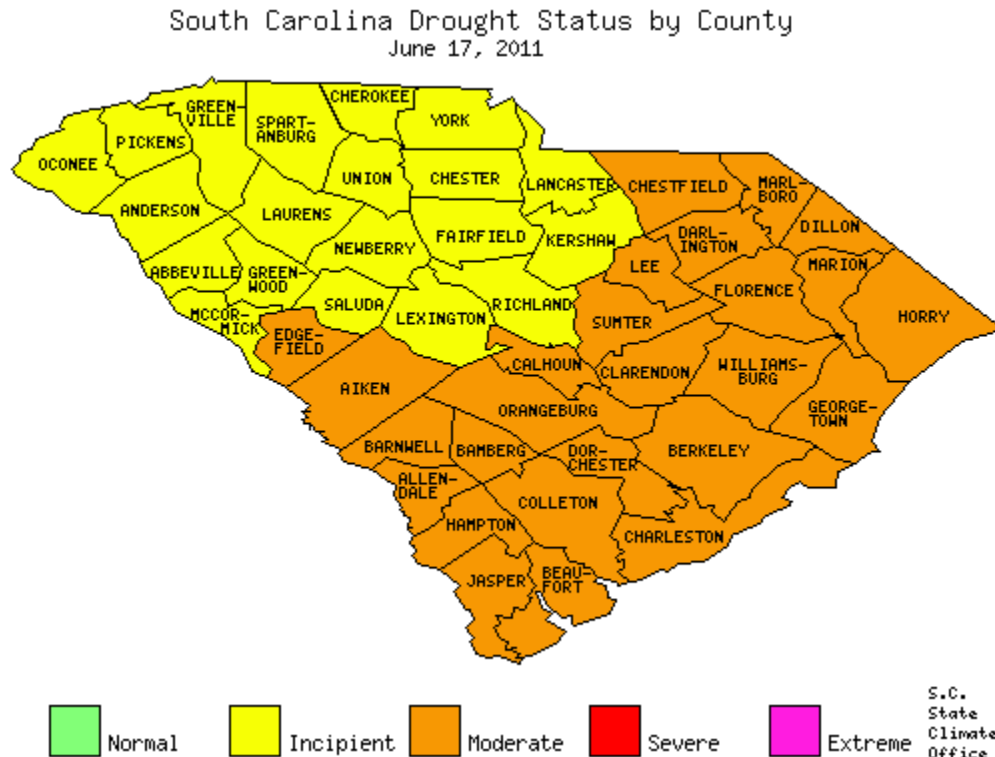 South Carolina Drought Status by County
June 17, 2011
CHEROKEE
GREEN-
VILLE
SPART-
ANBURG
YORK
PICKENS
OCONEE
UNION
CHESTER
LANCASTER
CHESTFIELD
MARL-
BORO
ANDERSON
LAURENS
DILLON
NEWBERRY
FAIRFIELD
KERSHAW
DARL-
INGTON
ABBEVILLE
GREEN-
WOOD
LEE
MARION
SALUDA
RICHLAND
FLORENCE
MCCOR-
MICK
LEXINGTON
SUMTER
HORRY
EDGE-
FIELD
CALHOUN
CLARENDON
WILLIAMS-
BURG
AIKEN
ORANGEBURG
GEORGE-
TOWN
BARNWELL
BAMBERG
DOR-
CHESTER
BERKELEY
ALLEN-
DALE
COLLETON
HAMPTON
CHARLESTON
JASPER
BEAU-
FORT
Normal
Incipient
Moderate
Severe
Extreme
S.C.
State
Climate
Office